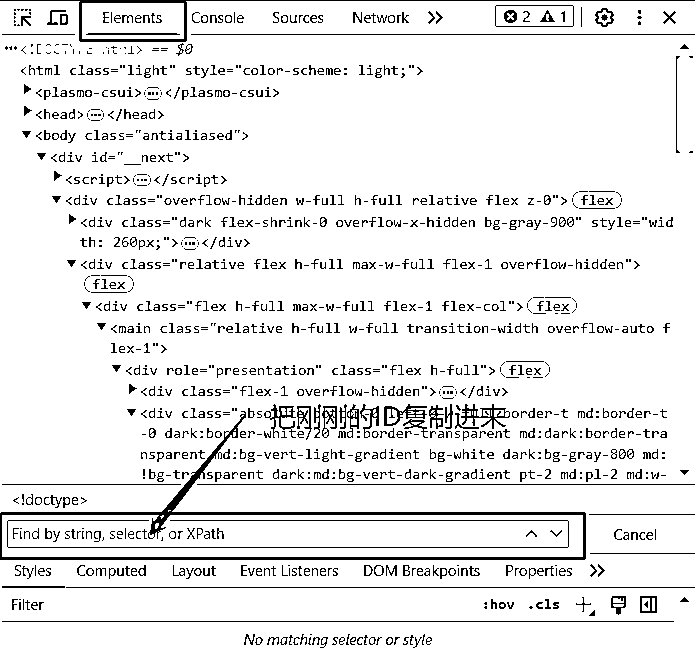 Elements Console Sources Network 2 1
<!DOCTYPE html> == $0
<html class="light" style="color-scheme: light;">
<plasmo-csui>…</plasmo-csui>
<head>…</head>
<body class="antialiased">
<div id="__next">
<script>…</script>
<div class="overflow-hidden w-full h-full relative flex z-0"> flex
<div class="dark flex-shrink-0 overflow-x-hidden bg-gray-900" style="wid
th: 260px;">…</div>
<div class="relative flex h-full max-w-full flex-1 overflow-hidden">
flex
<div class="flex h-full max-w-full flex-1 flex-col"> flex
<main class="relative h-full w-full transition-width overflow-auto f
lex-1">
<div role="presentation" class="flex h-full"> flex
<div class="flex-1 overflow-hidden">…</div>
<div class="absolute border-t md:border-t
把刚刚的ID复制进来
-0 dark:border-white/20 md:border-transparent md:dark:border-tra
nsparent md:bg-vert-light-gradient bg-white dark:bg-gray-800 md:
!bg-transparent dark:md:bg-vert-dark-gradient pt-2 md:pl-2 md:w-
<!doctype>
Find by string, selector, or XPath Cancel
Styles Computed Layout Event Listeners DOM Breakpoints Properties
Filter :hov .cls
No matching selector or style